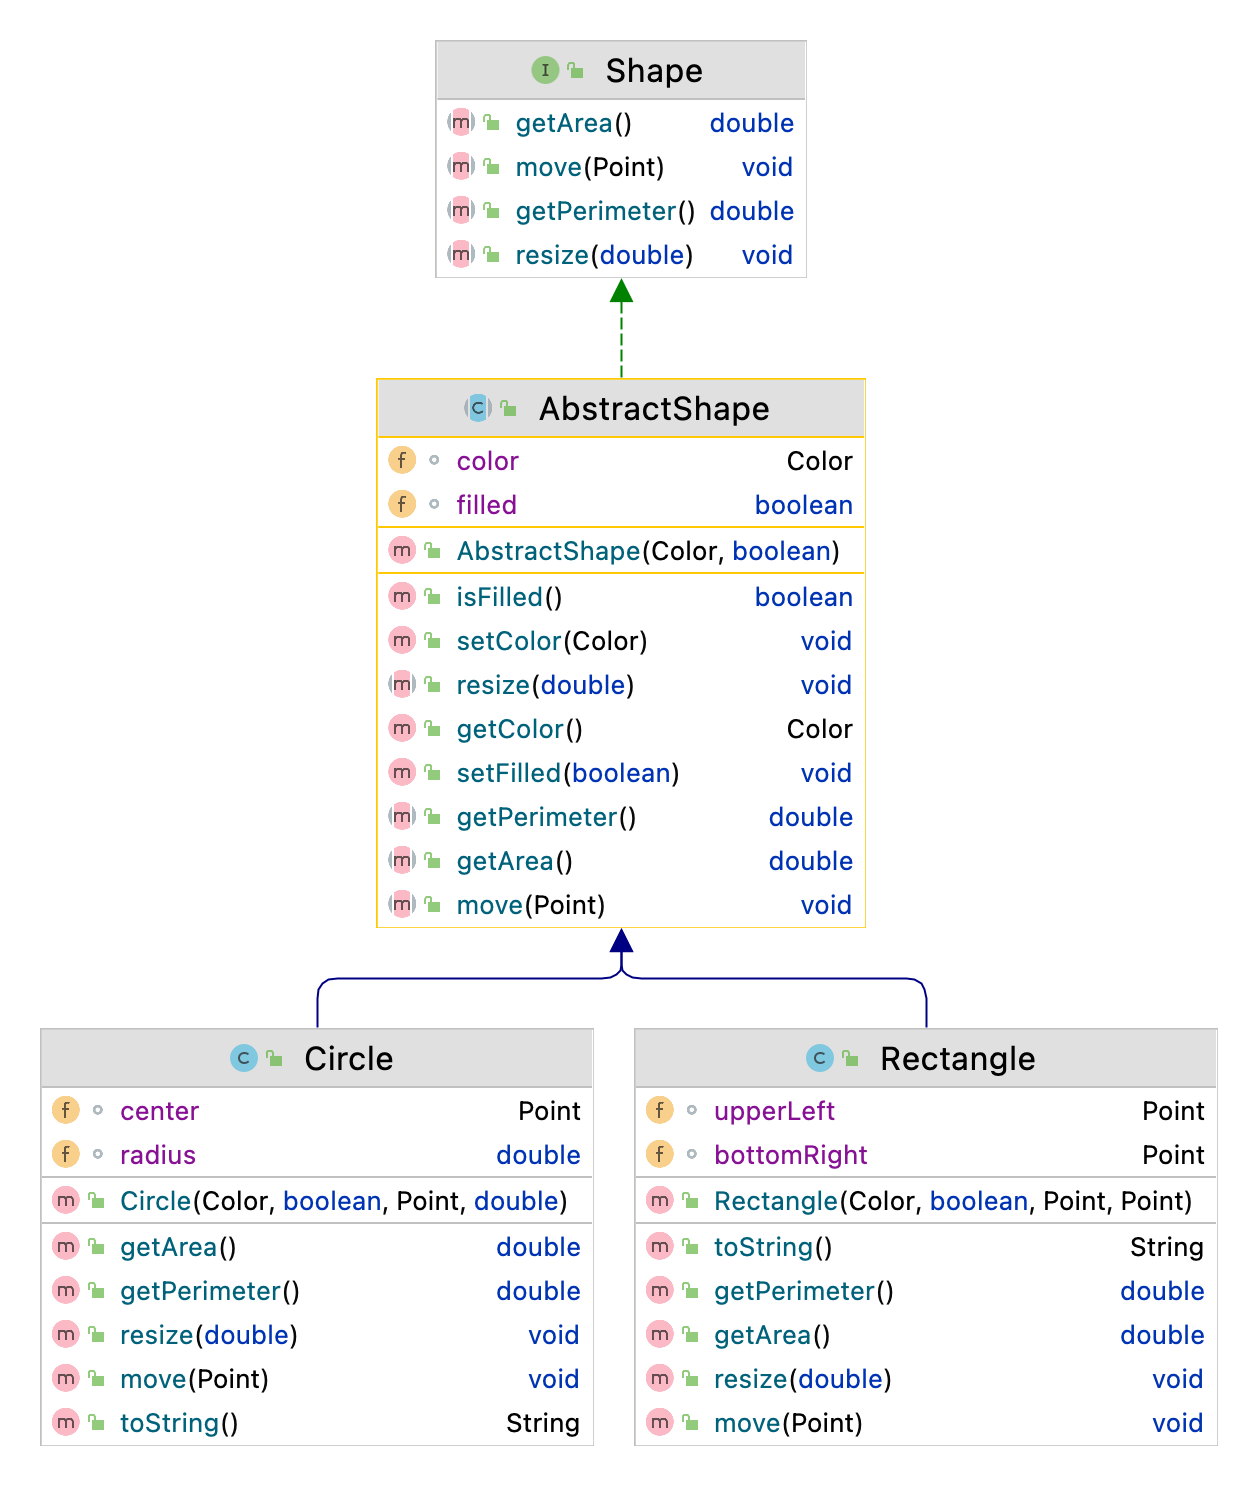 I Shape
m getArea() double
m move(Point) void
m getPerimeter() double
m resize(double) void
C AbstractShape
f color Color
f filled boolean
m AbstractShape(Color, boolean)
m isFilled() boolean
m setColor(Color) void
m resize(double) void
m getColor() Color
m setFilled(boolean) void
m getPerimeter() double
m getArea() double
m move(Point) void
C Circle
f center Point
f radius double
m Circle(Color, boolean, Point, double)
m getArea() double
m getPerimeter() double
m resize(double) void
m move(Point) void
m toString() String
C Rectangle
f upperLeft Point
f bottomRight Point
m Rectangle(Color, boolean, Point, Point)
m toString() String
m getPerimeter() double
m getArea() double
m resize(double) void
m move(Point) void